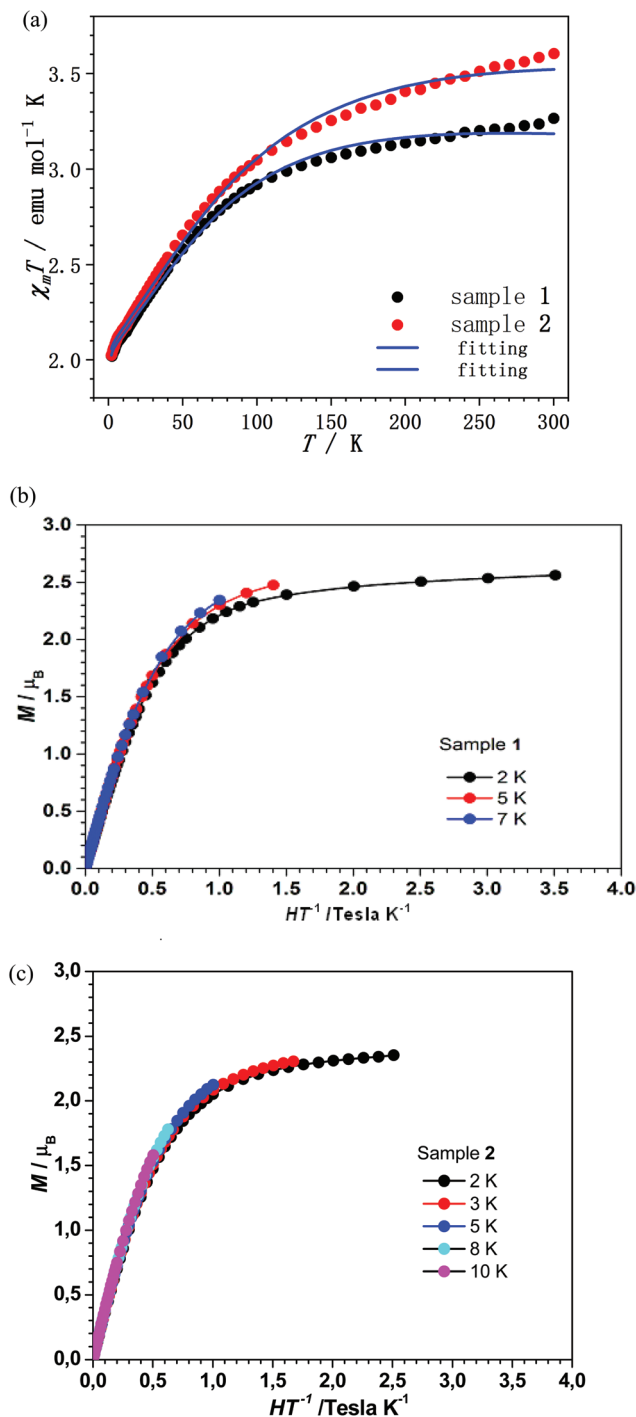 (a)
χmT / emu mol⁻¹ K
3.5
3.0
2.5
2.0
sample 1
sample 2
fitting
fitting
0 50 100 150 200 250 300
T / K
(b)
M / μB
3.0
2.5
2.0
1.5
1.0
0.5
0.0
Sample 1
2 K
5 K
7 K
0.0 0.5 1.0 1.5 2.0 2.5 3.0 3.5 4.0
HT⁻¹ /Tesla K⁻¹
(c)
M / μB
3,0
2,5
2,0
1,5
1,0
0,5
0,0
Sample 2
2 K
3 K
5 K
8 K
10 K
0,0 0,5 1,0 1,5 2,0 2,5 3,0 3,5 4,0
HT⁻¹ /Tesla K⁻¹